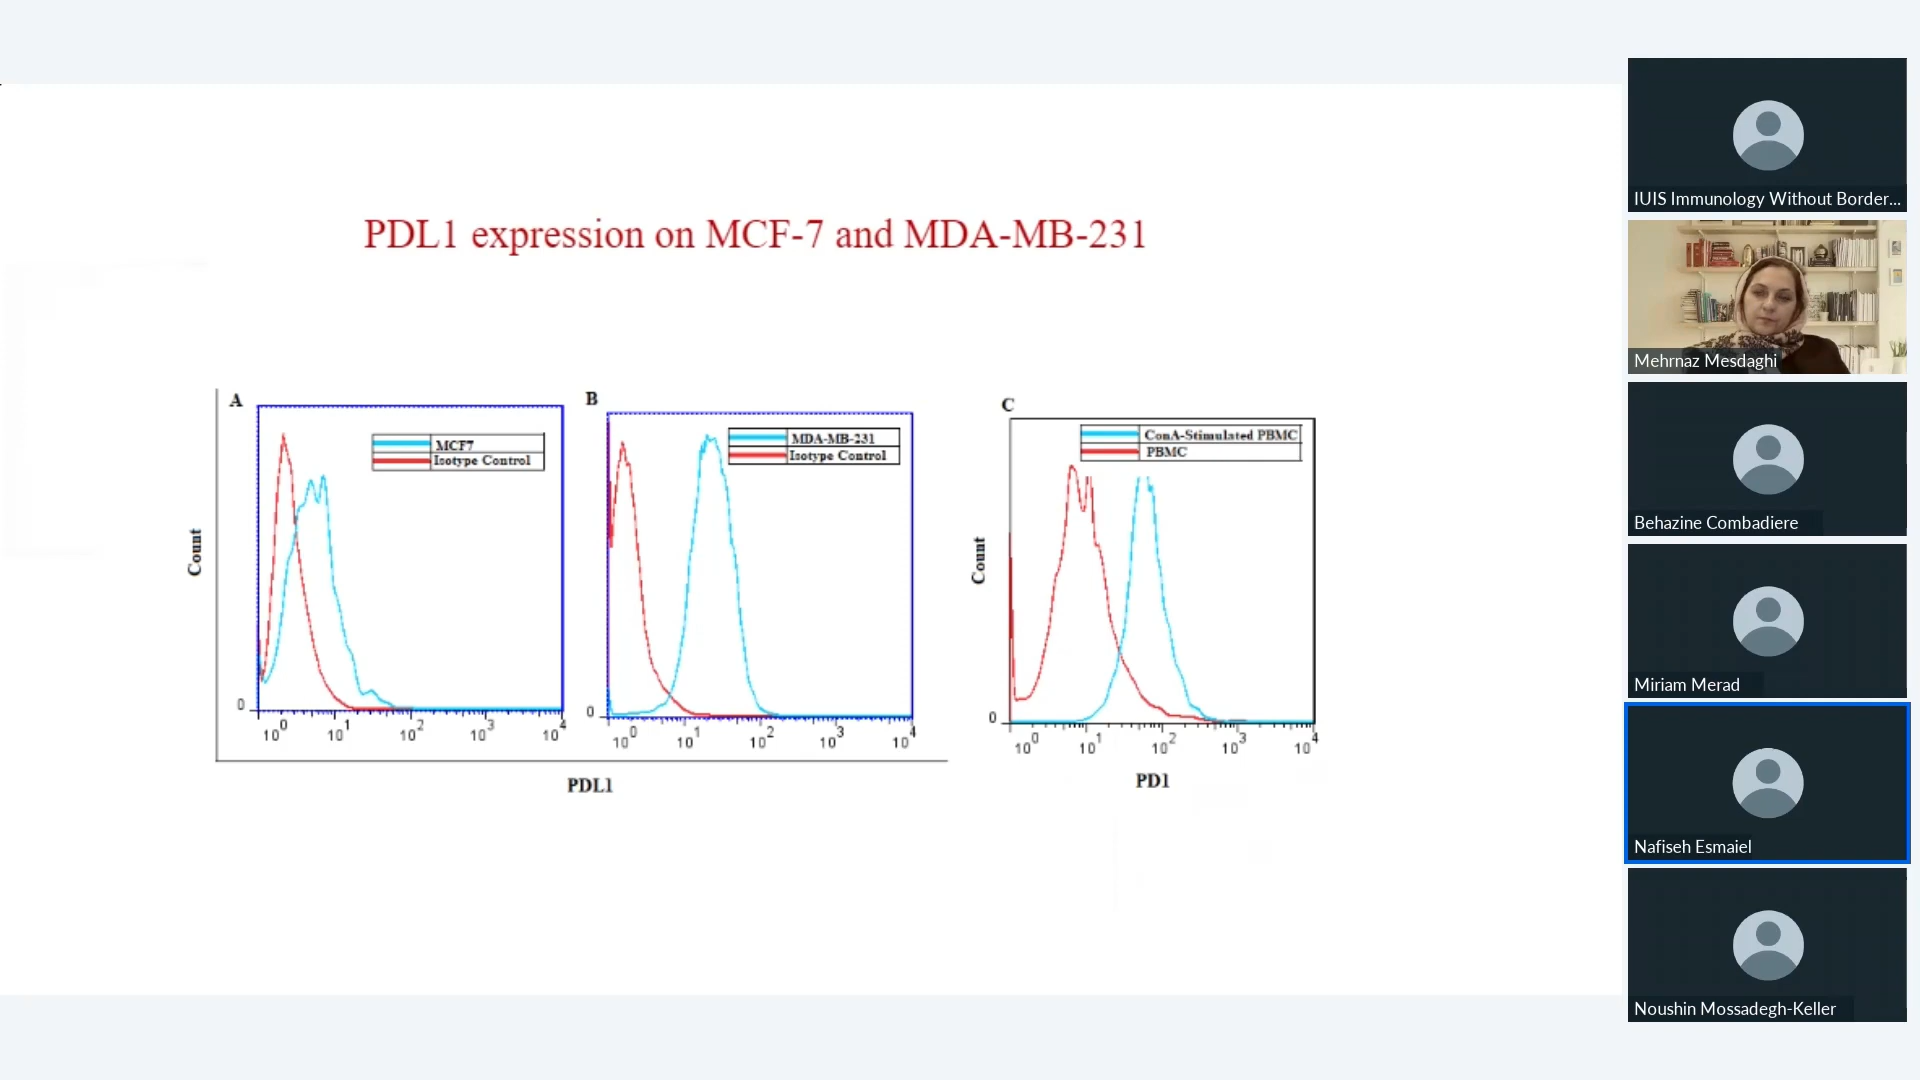 PDL1 expression on MCF-7 and MDA-MB-231
A
MCF7
Isotype Control
Count
0
10^0 10^1 10^2 10^3 10^4
B
MDA-MB-231
Isotype Control
0
10^0 10^1 10^2 10^3 10^4
PDL1
C
ConA-Stimulated PBMC
PBMC
Count
0
10^0 10^1 10^2 10^3 10^4
PD1
IUIS Immunology Without Border...
Mehrnaz Mesdaghi
Behazine Combadiere
Miriam Merad
Nafiseh Esmaiel
Noushin Mossadegh-Keller